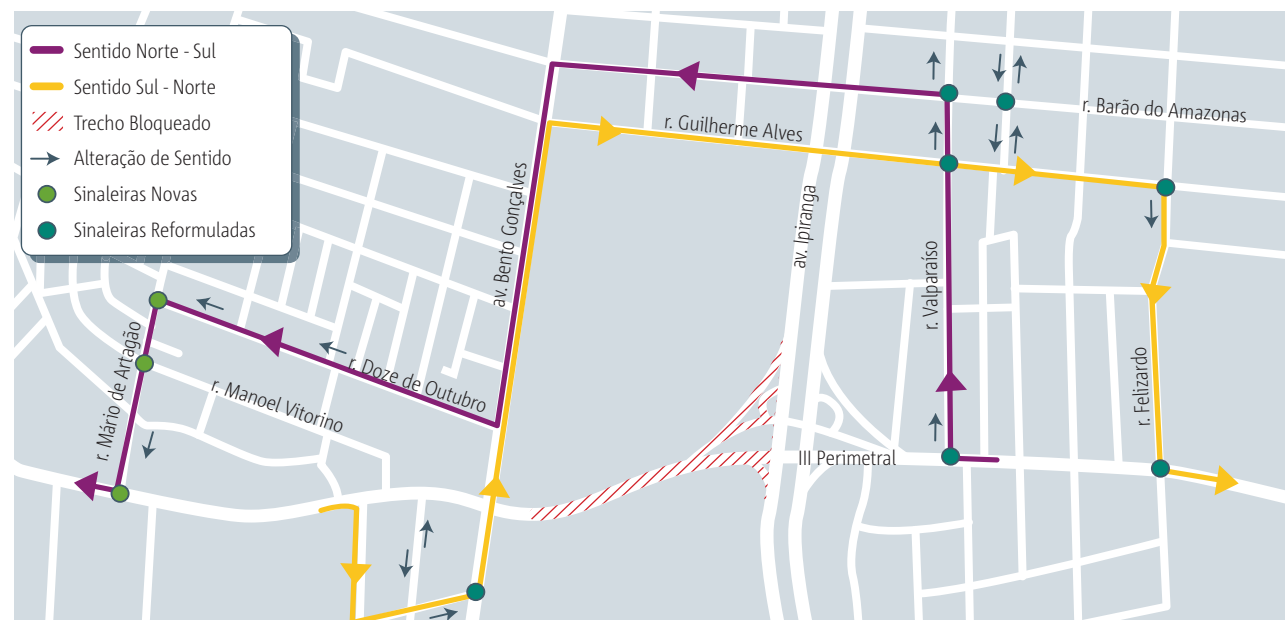 Sentido Norte - Sul
Sentido Sul - Norte
Trecho Bloqueado
Alteração de Sentido
Sinaleiras Novas
Sinaleiras Reformuladas
r. Barão do Amazonas
r. Guilherme Alves
av. Bento Gonçalves
av. Ipiranga
r. Valparaíso
r. Felizardo
r. Mário de Artagão
r. Doze de Outubro
r. Manoel Vitorino
III Perimetral